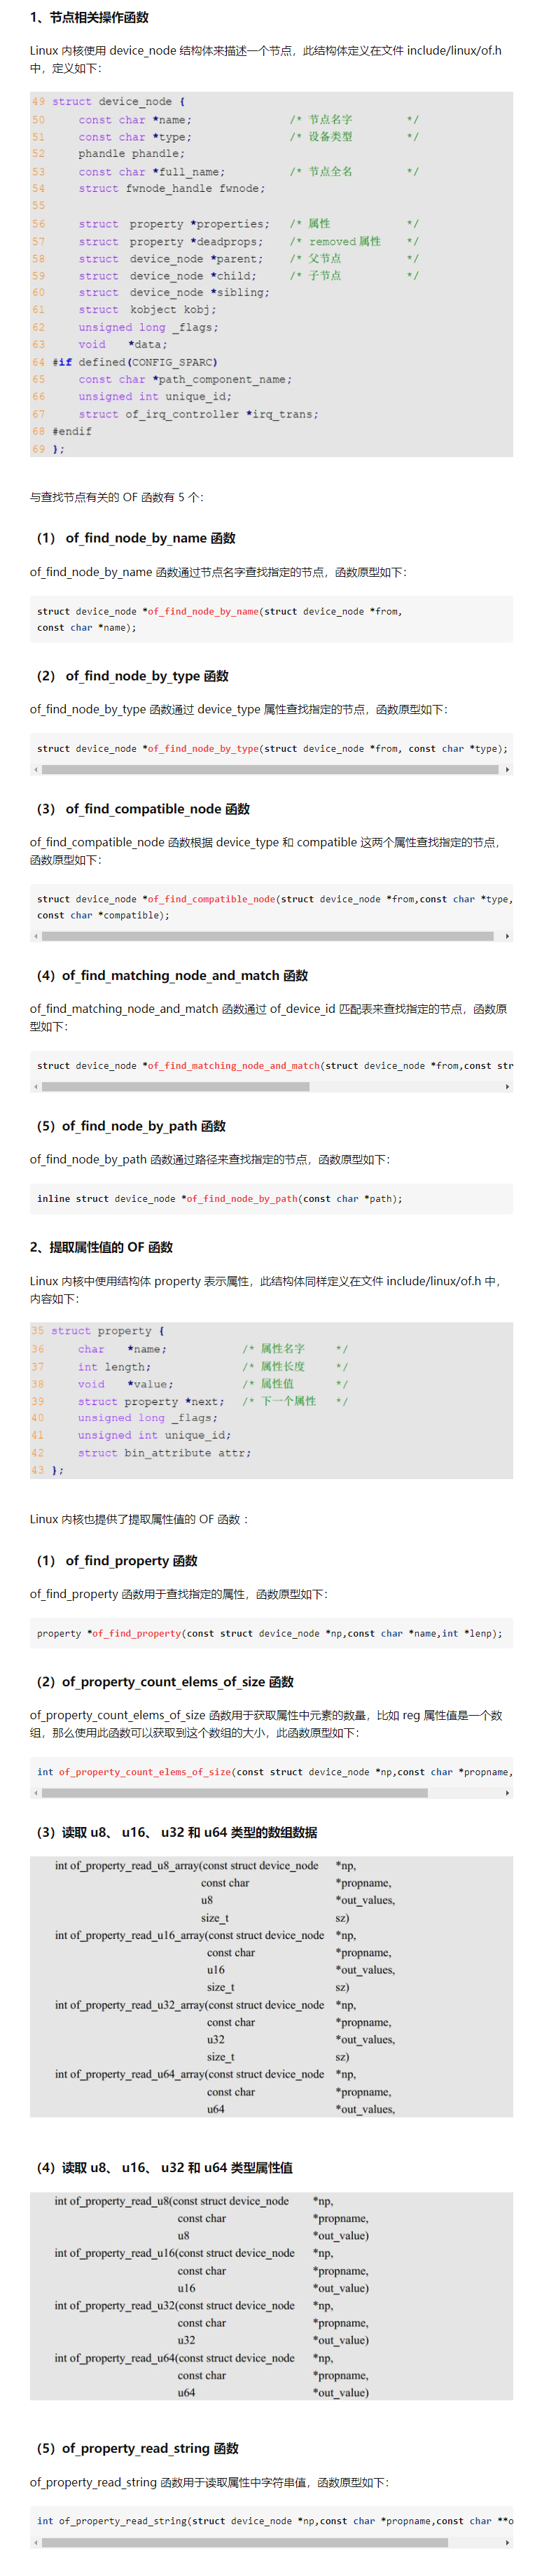 1、节点相关操作函数
Linux 内核使用 device_node 结构体来描述一个节点，此结构体定义在文件 include/linux/of.h
中，定义如下：
49 struct device_node {
50 const char *name; /* 节点名字 */
51 const char *type; /* 设备类型 */
52 phandle phandle;
53 const char *full_name; /* 节点全名 */
54 struct fwnode_handle fwnode;
55
56 struct property *properties; /* 属性 */
57 struct property *deadprops; /* removed 属性 */
58 struct device_node *parent; /* 父节点 */
59 struct device_node *child; /* 子节点 */
60 struct device_node *sibling;
61 struct kobject kobj;
62 unsigned long _flags;
63 void *data;
64 #if defined(CONFIG_SPARC)
65 const char *path_component_name;
66 unsigned int unique_id;
67 struct of_irq_controller *irq_trans;
68 #endif
69 };
与查找节点有关的 OF 函数有 5 个：
（1） of_find_node_by_name 函数
of_find_node_by_name 函数通过节点名字查找指定的节点，函数原型如下：
struct device_node *of_find_node_by_name(struct device_node *from,
const char *name);
（2） of_find_node_by_type 函数
of_find_node_by_type 函数通过 device_type 属性查找指定的节点，函数原型如下：
struct device_node *of_find_node_by_type(struct device_node *from, const char *type);
（3） of_find_compatible_node 函数
of_find_compatible_node 函数根据 device_type 和 compatible 这两个属性查找指定的节点，
函数原型如下：
struct device_node *of_find_compatible_node(struct device_node *from,const char *type,
const char *compatible);
（4）of_find_matching_node_and_match 函数
of_find_matching_node_and_match 函数通过 of_device_id 匹配表来查找指定的节点，函数原
型如下：
struct device_node *of_find_matching_node_and_match(struct device_node *from,const str
（5）of_find_node_by_path 函数
of_find_node_by_path 函数通过路径来查找指定的节点，函数原型如下：
inline struct device_node *of_find_node_by_path(const char *path);
2、提取属性值的 OF 函数
Linux 内核中使用结构体 property 表示属性，此结构体同样定义在文件 include/linux/of.h 中，
内容如下：
35 struct property {
36 char *name; /* 属性名字 */
37 int length; /* 属性长度 */
38 void *value; /* 属性值 */
39 struct property *next; /* 下一个属性 */
40 unsigned long _flags;
41 unsigned int unique_id;
42 struct bin_attribute attr;
43 };
Linux 内核也提供了提取属性值的 OF 函数 ：
（1） of_find_property 函数
of_find_property 函数用于查找指定的属性，函数原型如下：
property *of_find_property(const struct device_node *np,const char *name,int *lenp);
（2）of_property_count_elems_of_size 函数
of_property_count_elems_of_size 函数用于获取属性中元素的数量，比如 reg 属性值是一个数
组，那么使用此函数可以获取到这个数组的大小，此函数原型如下：
int of_property_count_elems_of_size(const struct device_node *np,const char *propname,
（3）读取 u8、 u16、 u32 和 u64 类型的数组数据
int of_property_read_u8_array(const struct device_node *np,
const char *propname,
u8 *out_values,
size_t sz)
int of_property_read_u16_array(const struct device_node *np,
const char *propname,
u16 *out_values,
size_t sz)
int of_property_read_u32_array(const struct device_node *np,
const char *propname,
u32 *out_values,
size_t sz)
int of_property_read_u64_array(const struct device_node *np,
const char *propname,
u64 *out_values,
（4）读取 u8、 u16、 u32 和 u64 类型属性值
int of_property_read_u8(const struct device_node *np,
const char *propname,
u8 *out_value)
int of_property_read_u16(const struct device_node *np,
const char *propname,
u16 *out_value)
int of_property_read_u32(const struct device_node *np,
const char *propname,
u32 *out_value)
int of_property_read_u64(const struct device_node *np,
const char *propname,
u64 *out_value)
（5）of_property_read_string 函数
of_property_read_string 函数用于读取属性中字符串值，函数原型如下：
int of_property_read_string(struct device_node *np,const char *propname,const char **o